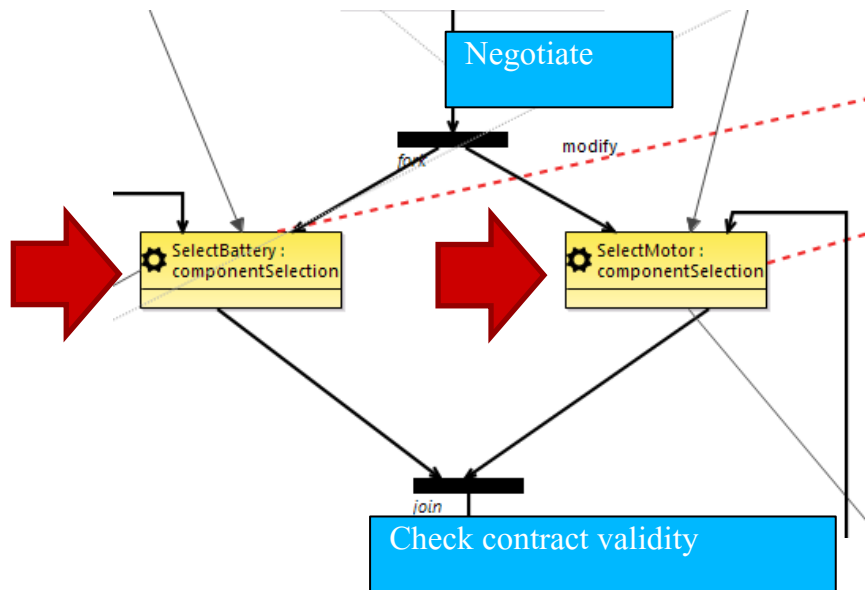 Negotiate
fork
modify
SelectBattery :
componentSelection
SelectMotor :
componentSelection
join
Check contract validity